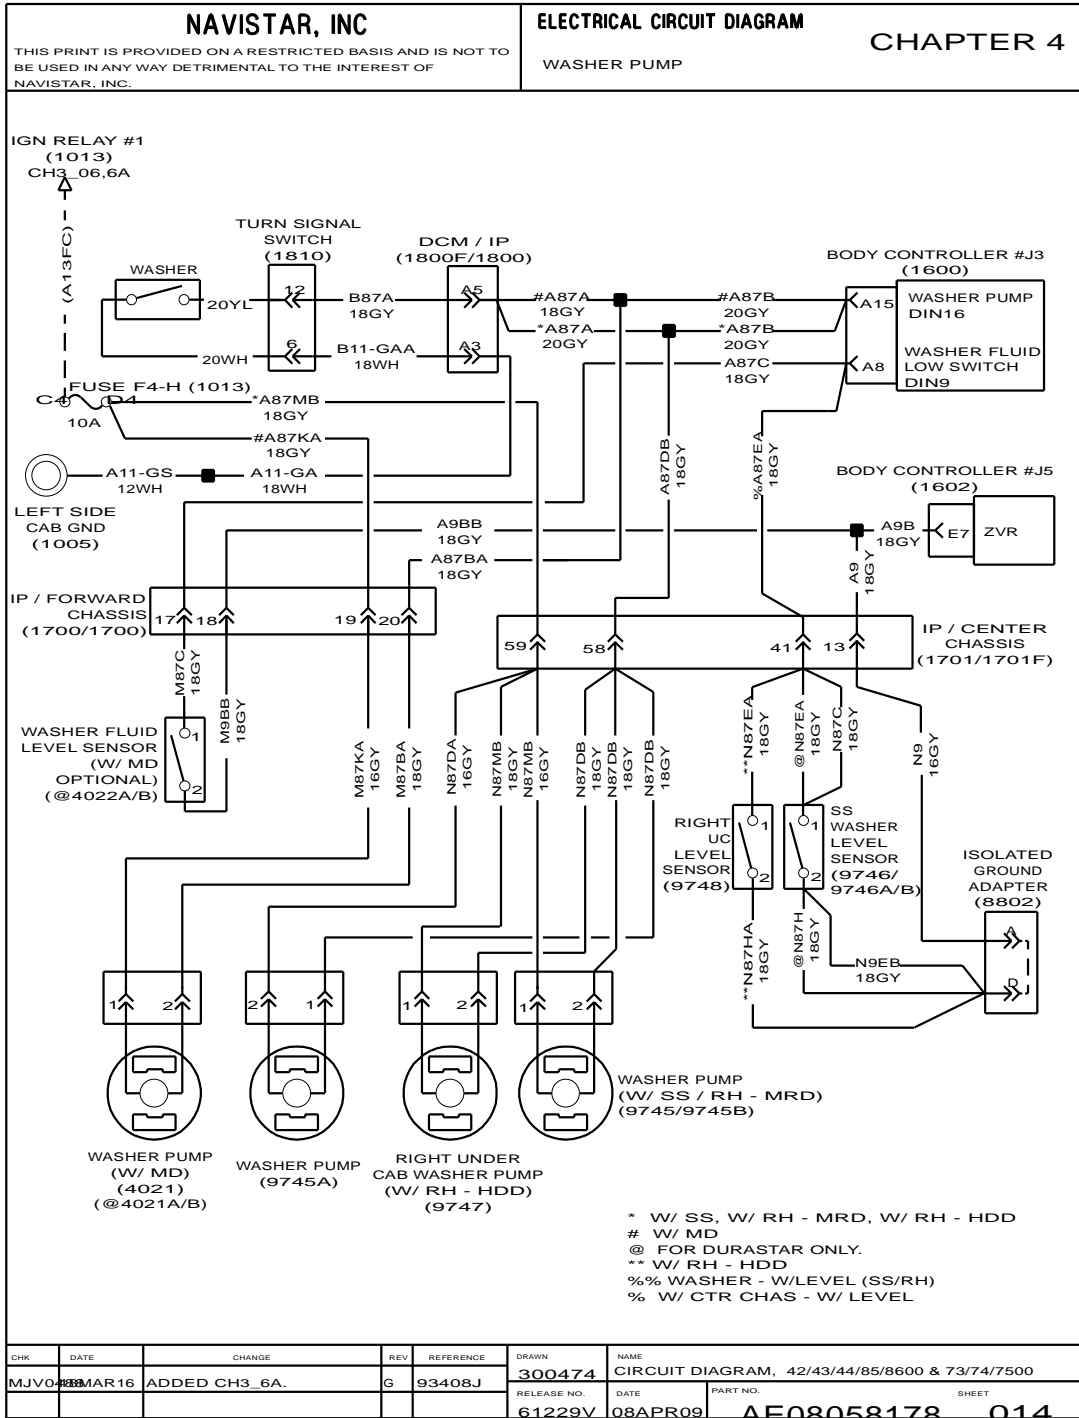 NAVISTAR, INC
THIS PRINT IS PROVIDED ON A RESTRICTED BASIS AND IS NOT TO
BE USED IN ANY WAY DETRIMENTAL TO THE INTEREST OF
NAVISTAR, INC.
ELECTRICAL CIRCUIT DIAGRAM
WASHER PUMP
CHAPTER 4
IGN RELAY #1
(1013)
CH3_06,6A
(A13FC)
WASHER
TURN SIGNAL
SWITCH
(1810)
DCM / IP
(1800F/1800)
BODY CONTROLLER #J3
(1600)
20YL
12
B87A
18GY
A5
#A87A
18GY
*A87A
20GY
#A87B
20GY
*A87B
20GY
A15
WASHER PUMP
DIN16
20WH
6
B11-GAA
18WH
A3
A87C
18GY
A8
WASHER FLUID
LOW SWITCH
DIN9
FUSE F4-H (1013)
C4
D4
10A
*A87MB
18GY
#A87KA
18GY
A11-GS
12WH
A11-GA
18WH
LEFT SIDE
CAB GND
(1005)
A87DB
18GY
%A87EA
18GY
BODY CONTROLLER #J5
(1602)
A9BB
18GY
A9B
18GY
E7
ZVR
A87BA
18GY
A9
18GY
IP / FORWARD
CHASSIS
(1700/1700)
17
18
19
20
59
58
41
13
IP / CENTER
CHASSIS
(1701/1701F)
M87C
18GY
M9BB
18GY
WASHER FLUID
LEVEL SENSOR
(W/ MD
OPTIONAL)
(@4022A/B)
1
2
M87KA
16GY
M87BA
18GY
N87DA
16GY
N87MB
18GY
N87MB
16GY
N87DB
18GY
N87DB
18GY
N87DB
18GY
**N87EA
18GY
@N87EA
18GY
N87C
18GY
N9
16GY
RIGHT
UC
LEVEL
SENSOR
(9748)
1
2
1
2
SS
WASHER
LEVEL
SENSOR
(9746/
9746A/B)
ISOLATED
GROUND
ADAPTER
(8802)
A
D
**N87HA
18GY
@N87H
18GY
N9EB
18GY
1
2
2
1
1
2
1
2
WASHER PUMP
(W/ MD)
(4021)
(@4021A/B)
WASHER PUMP
(9745A)
RIGHT UNDER
CAB WASHER PUMP
(W/ RH - HDD)
(9747)
WASHER PUMP
(W/ SS / RH - MRD)
(9745/9745B)
* W/ SS, W/ RH - MRD, W/ RH - HDD
# W/ MD
@ FOR DURASTAR ONLY.
** W/ RH - HDD
%% WASHER - W/LEVEL (SS/RH)
% W/ CTR CHAS - W/ LEVEL
CHK DATE CHANGE REV REFERENCE
ADDED CH3_6A. G 93408J
DRAWN
300474
NAME
CIRCUIT DIAGRAM, 42/43/44/85/8600 & 73/74/7500
RELEASE NO.
61229V
DATE
08APR09
PART NO.
AE08058178
SHEET
014